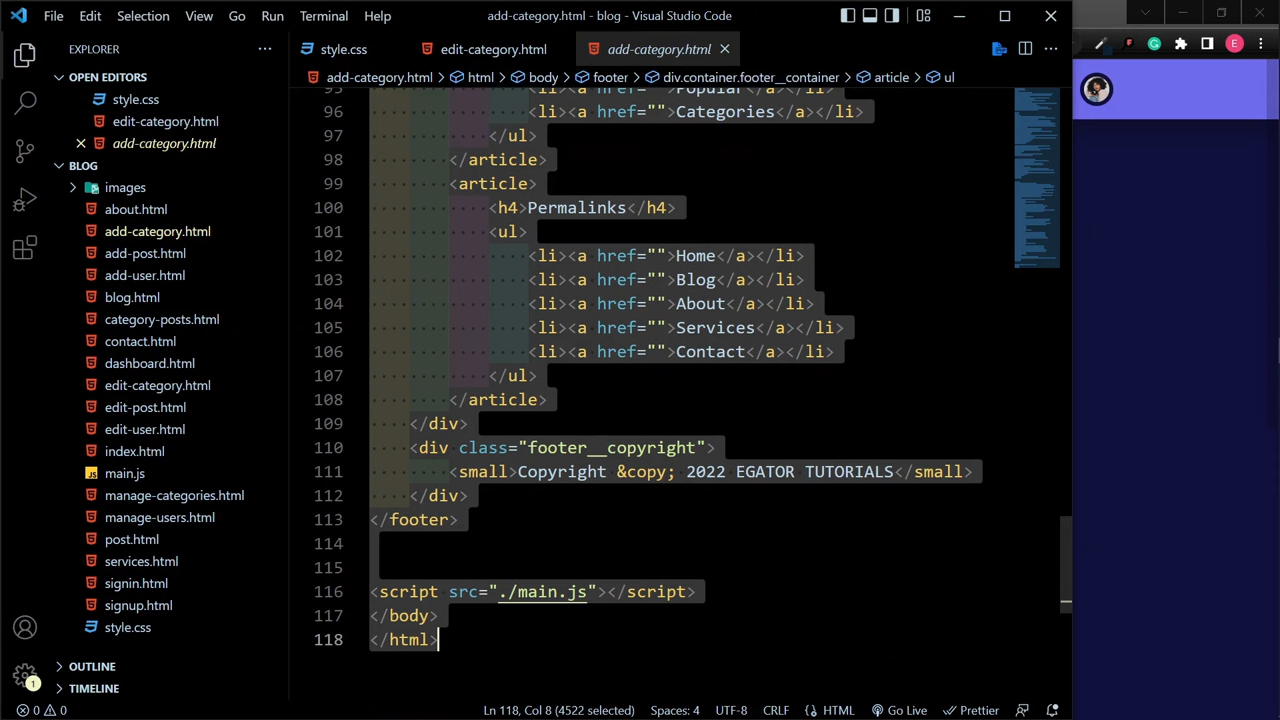 File Edit Selection View Go Run Terminal Help
add-category.html - blog - Visual Studio Code
EXPLORER
OPEN EDITORS
style.css
edit-category.html
add-category.html
BLOG
images
about.html
add-category.html
add-post.html
add-user.html
blog.html
category-posts.html
contact.html
dashboard.html
edit-category.html
edit-post.html
edit-user.html
index.html
main.js
manage-categories.html
manage-users.html
post.html
services.html
signin.html
signup.html
style.css
OUTLINE
TIMELINE
style.css edit-category.html add-category.html
add-category.html > html > body > footer > div.container.footer__container > article > ul
95 <li><a href="">Popular</a></li>
96 <li><a href="">Categories</a></li>
97 </ul>
98 </article>
99 <article>
100 <h4>Permalinks</h4>
101 <ul>
102 <li><a href="">Home</a></li>
103 <li><a href="">Blog</a></li>
104 <li><a href="">About</a></li>
105 <li><a href="">Services</a></li>
106 <li><a href="">Contact</a></li>
107 </ul>
108 </article>
109 </div>
110 <div class="footer__copyright">
111 <small>Copyright &copy; 2022 EGATOR TUTORIALS</small>
112 </div>
113 </footer>
114
115
116 <script src="./main.js"></script>
117 </body>
118 </html>
E
1
0 0 Ln 118, Col 8 (4522 selected) Spaces: 4 UTF-8 CRLF HTML Go Live Prettier